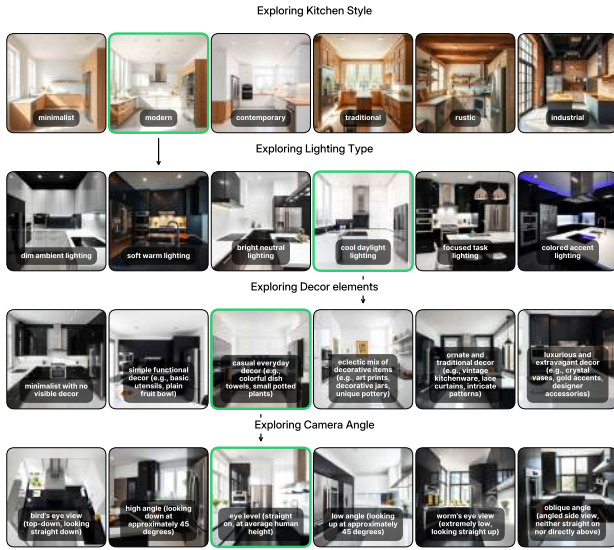 Exploring Kitchen Style
minimalist
modern
contemporary
traditional
rustic
industrial
Exploring Lighting Type
dim ambient lighting
soft warm lighting
bright neutral
lighting
cool daylight
lighting
focused task
lighting
colored accent
lighting
Exploring Decor elements
minimalist with no
visible decor
simple functional
decor (e.g., basic
utensils, plain
fruit bowl)
casual everyday
decor (e.g.,
colorful dish
towels, small potted
plants)
eclectic mix of
decorative items
(e.g., art prints,
decorative jars,
unique pottery)
ornate and
traditional decor
(e.g., vintage
kitchenware, lace
curtains, intricate
patterns)
luxurious and
extravagant decor
(e.g., crystal
vases, gold accents,
designer
accessories)
Exploring Camera Angle
bird's eye view
(top-down, looking
straight down)
high angle (looking
down at
approximately 45
degrees)
eye level (straight
on, at average human
height)
low angle (looking
up at approximately
45 degrees)
worm's eye view
(extremely low,
looking straight up)
oblique angle
(angled side view,
neither straight on
nor directly above)